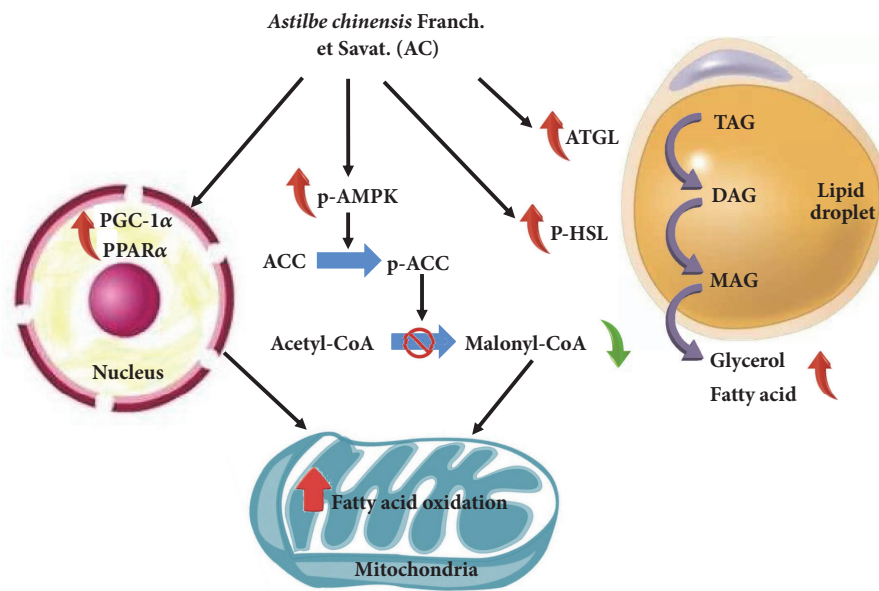 Astilbe chinensis Franch.
et Savat. (AC)
ATGL
TAG
p-AMPK
DAG
Lipid
droplet
PGC-1α
PPARα
P-HSL
ACC
p-ACC
MAG
Acetyl-CoA
Malonyl-CoA
Glycerol
Fatty acid
Nucleus
Fatty acid oxidation
Mitochondria